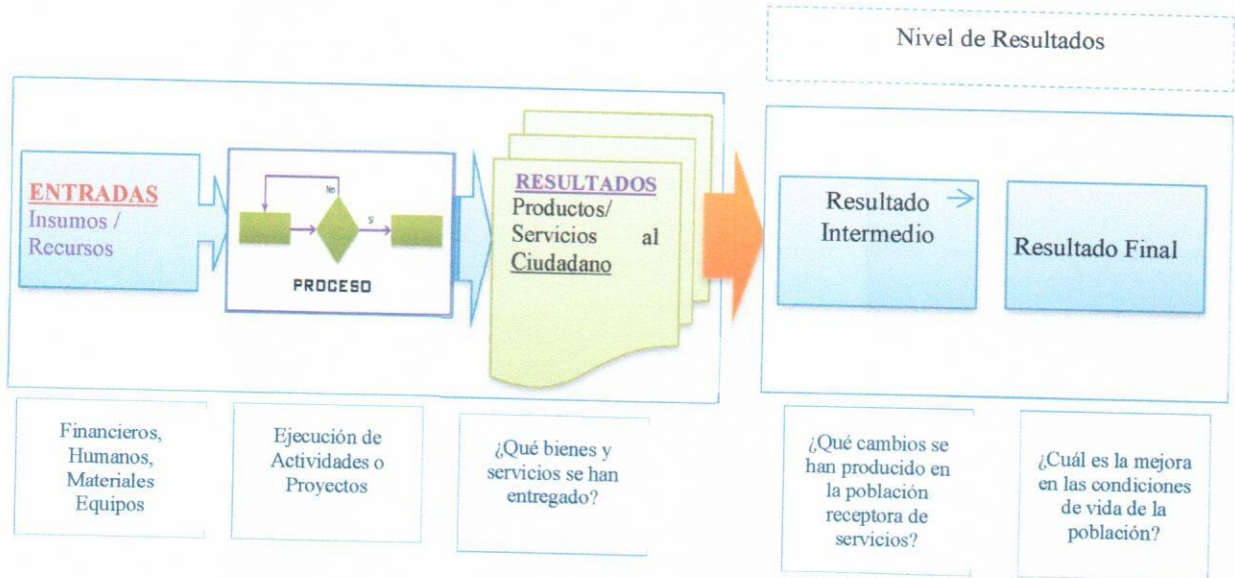 Nivel de Resultados
ENTRADAS
Insumos /
Recursos
No
SI
PROCESO
RESULTADOS
Productos/
Servicios al
Ciudadano
Resultado
Intermedio
Resultado Final
Financieros,
Humanos,
Materiales
Equipos
Ejecución de
Actividades o
Proyectos
¿Qué bienes y
servicios se han
entregado?
¿Qué cambios se
han producido en
la población
receptora de
servicios?
¿Cuál es la mejora
en las condiciones
de vida de la
población?